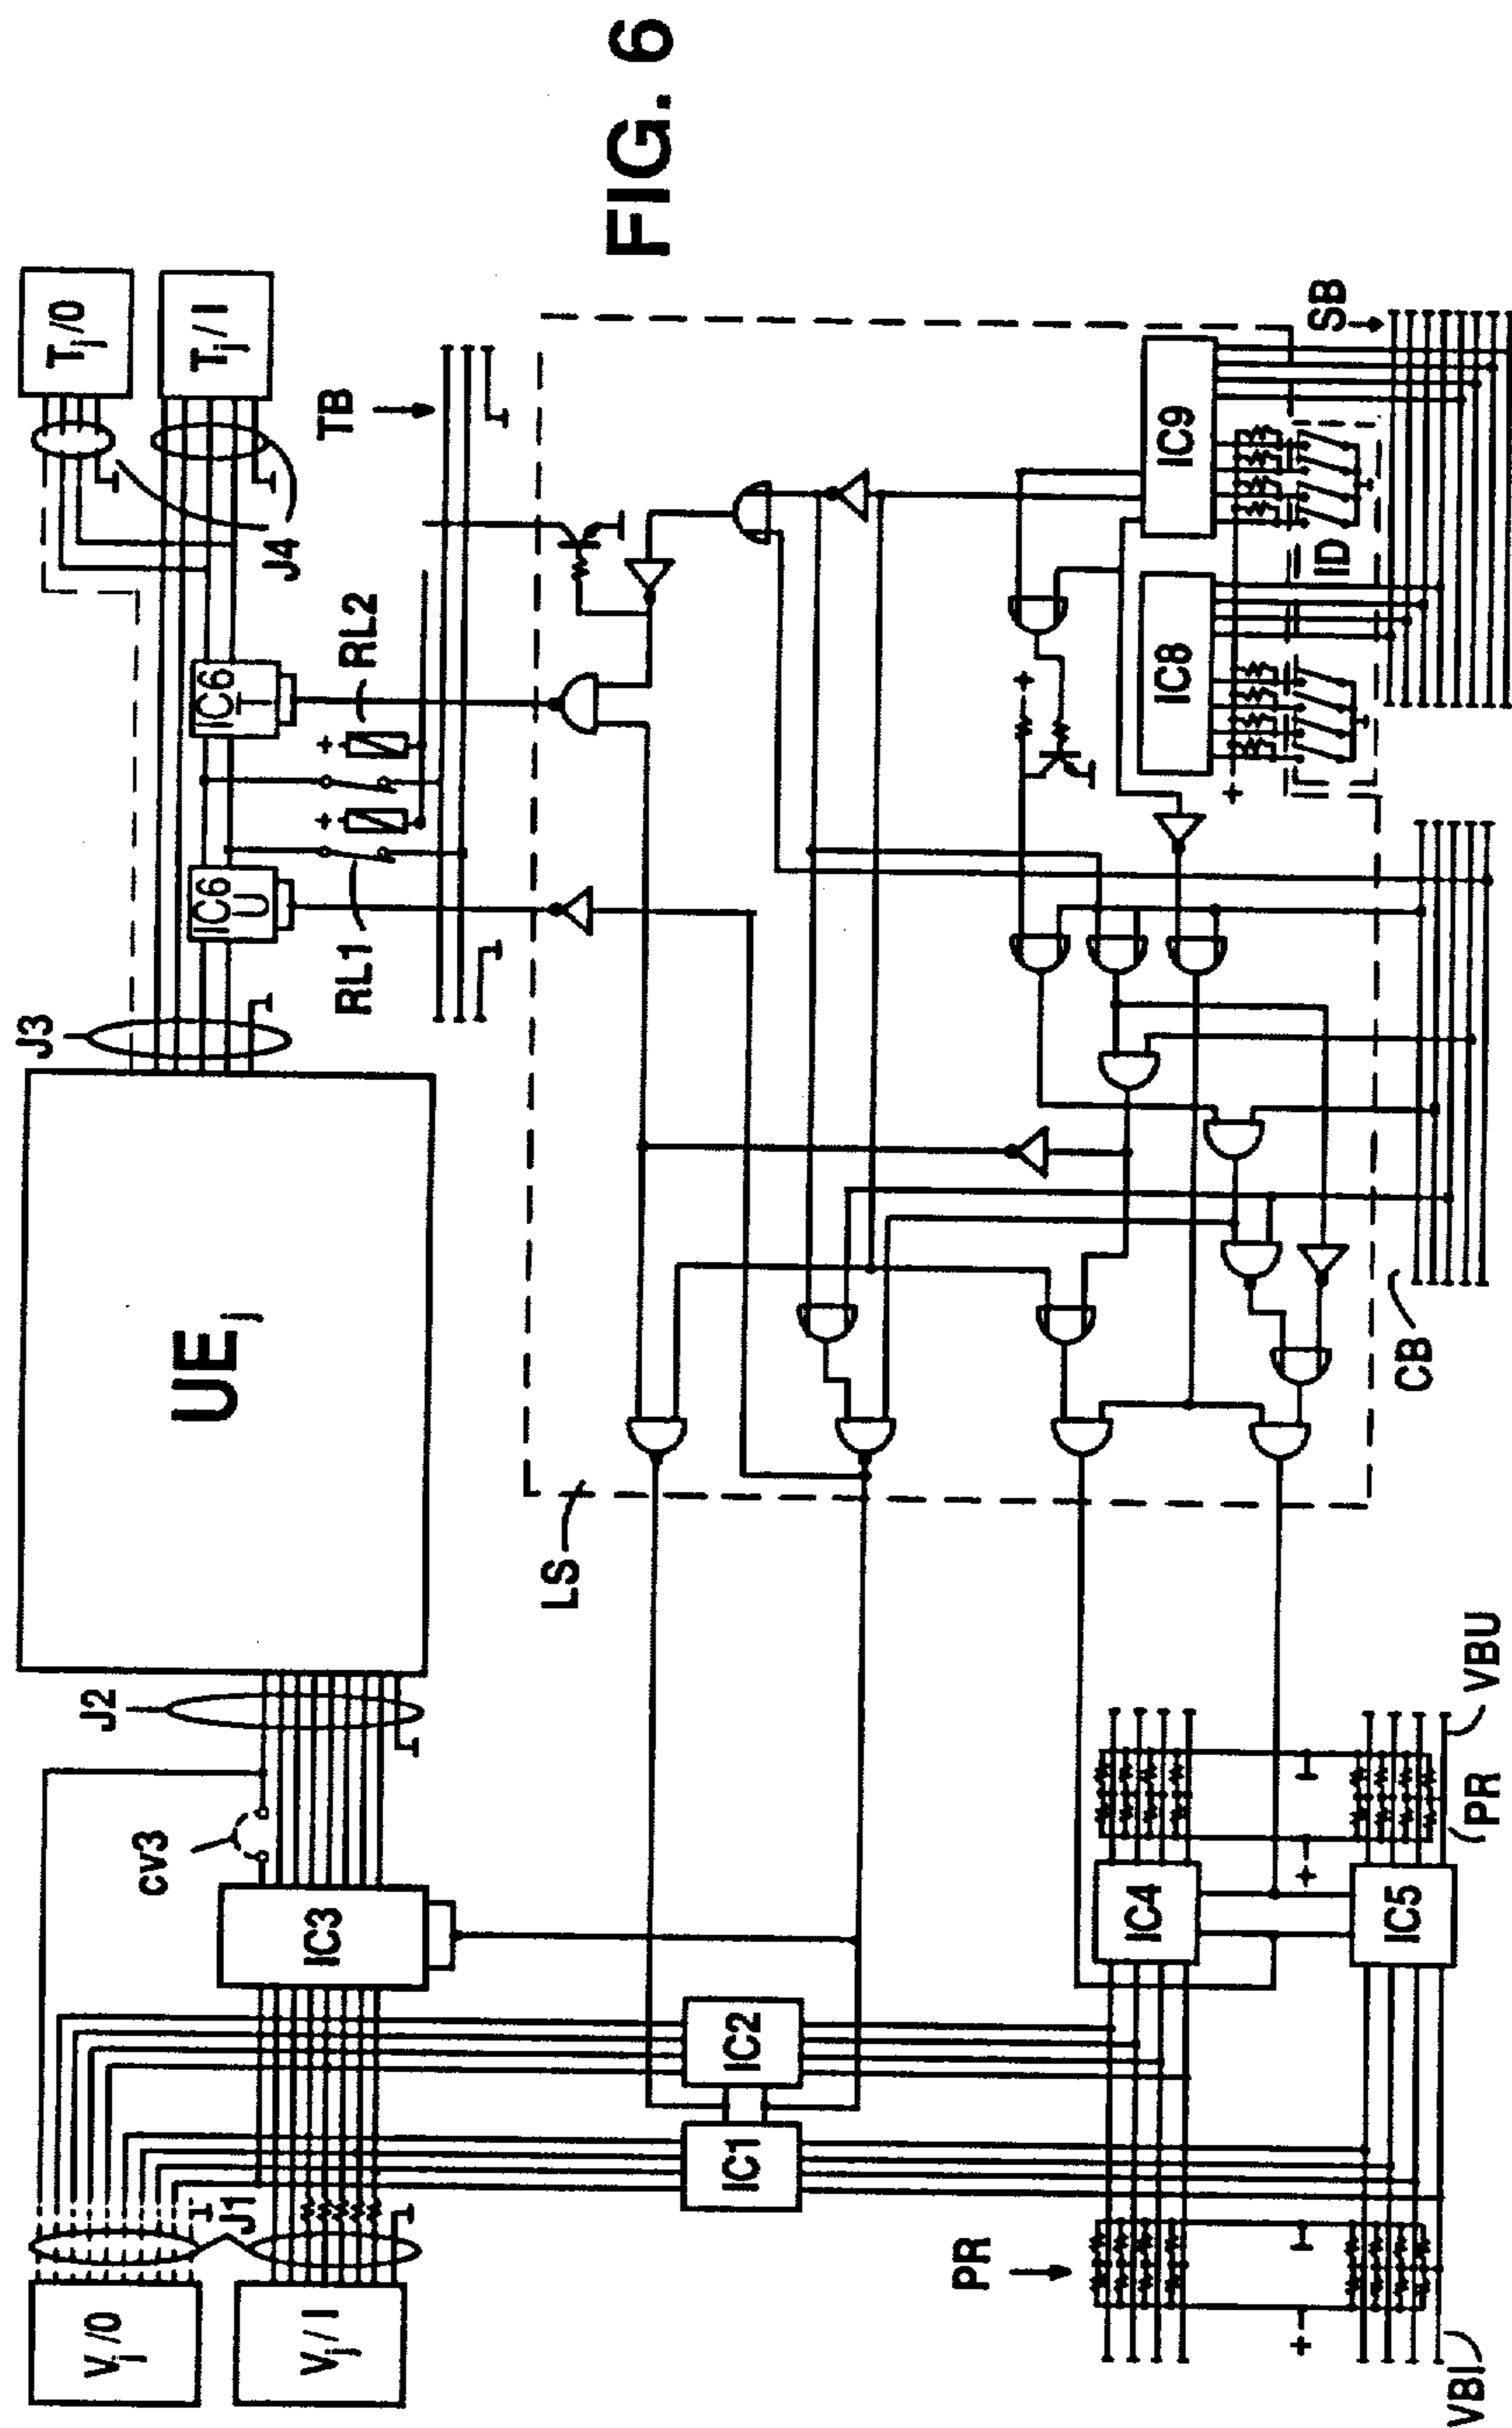 FIG. 6
Vj/0
Vj/I
J1
cv3
J2
UEj
J3
J4
Tj/0
Tj/I
IC3
IC6
U
IC6
T
RL1
RL2
TB
LS
IC1
IC2
PR
IC4
IC5
+
+
+
+
+
+
+
+
VBI
PR
VBU
CB
IC8
IC9
ID
SB